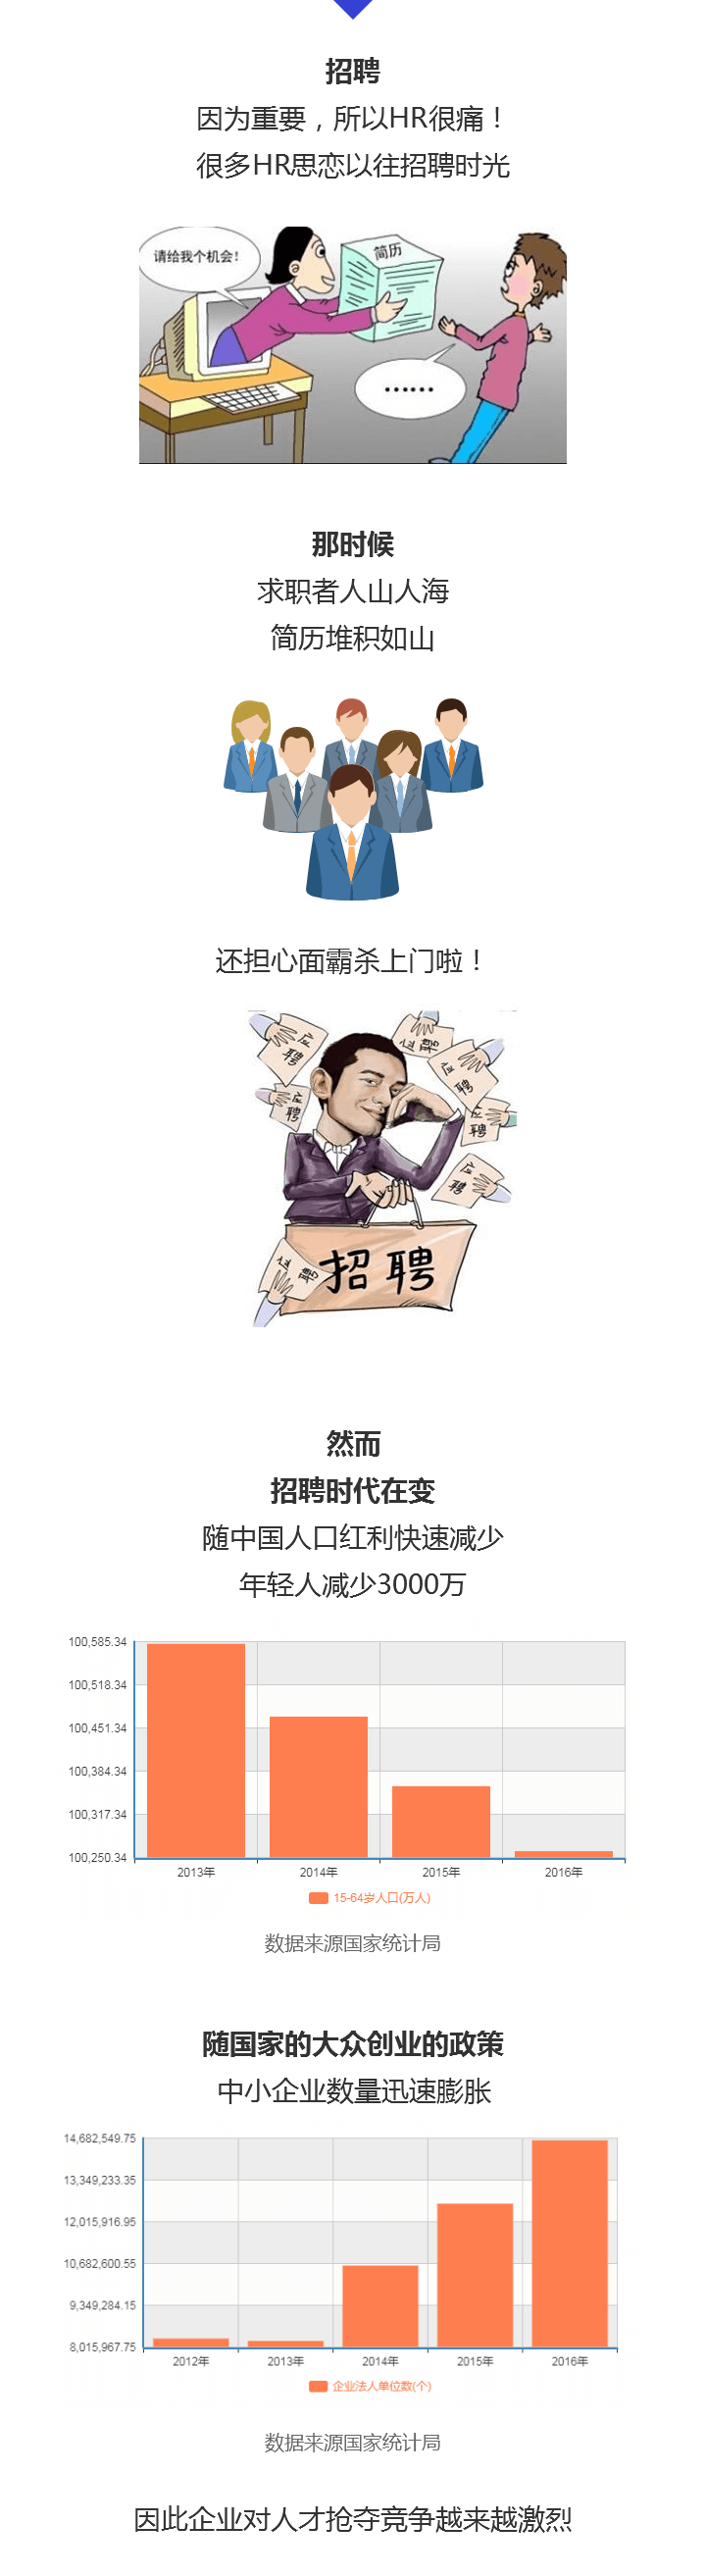 招聘
因为重要，所以HR很痛！
很多HR思恋以往招聘时光
请给我个机会！
简历
……
那时候
求职者人山人海
简历堆积如山
还担心面霸杀上门啦！
应聘
应聘
应聘
应聘
应聘
应聘
应聘
招聘
然而
招聘时代在变
随中国人口红利快速减少
年轻人减少3000万
100,585.34
100,518.34
100,451.34
100,384.34
100,317.34
100,250.34
2013年 2014年 2015年 2016年
15-64岁人口(万人)
数据来源国家统计局
随国家的大众创业的政策
中小企业数量迅速膨胀
14,682,549.75
13,349,233.35
12,015,916.95
10,682,600.55
9,349,284.15
8,015,967.75
2012年 2013年 2014年 2015年 2016年
企业法人单位数(个)
数据来源国家统计局
因此企业对人才抢夺竞争越来越激烈